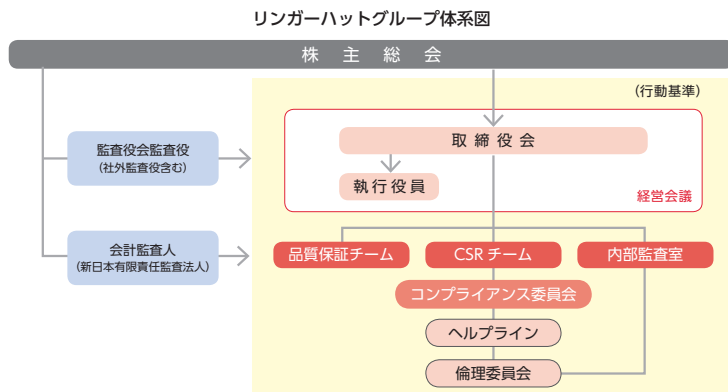 リンガーハットグループ体系図
株主総会
(行動基準)
監査役会監査役
(社外監査役含む)
取締役会
執行役員
経営会議
会計監査人
(新日本有限責任監査法人)
品質保証チーム
CSRチーム
内部監査室
コンプライアンス委員会
ヘルプライン
倫理委員会